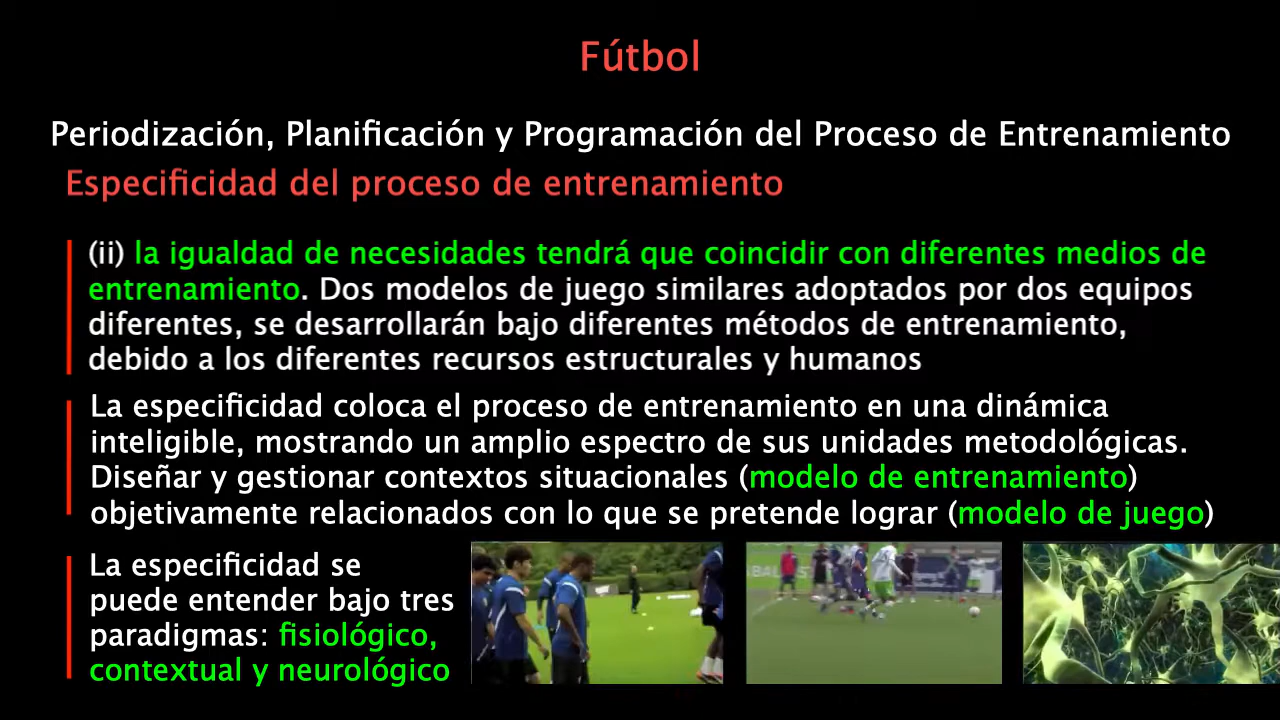 Fútbol
Periodización, Planificación y Programación del Proceso de Entrenamiento
Especificidad del proceso de entrenamiento
(ii) la igualdad de necesidades tendrá que coincidir con diferentes medios de
entrenamiento. Dos modelos de juego similares adoptados por dos equipos
diferentes, se desarrollarán bajo diferentes métodos de entrenamiento,
debido a los diferentes recursos estructurales y humanos
La especificidad coloca el proceso de entrenamiento en una dinámica
inteligible, mostrando un amplio espectro de sus unidades metodológicas.
Diseñar y gestionar contextos situacionales (modelo de entrenamiento)
objetivamente relacionados con lo que se pretende lograr (modelo de juego)
La especificidad se
puede entender bajo tres
paradigmas: fisiológico,
contextual y neurológico